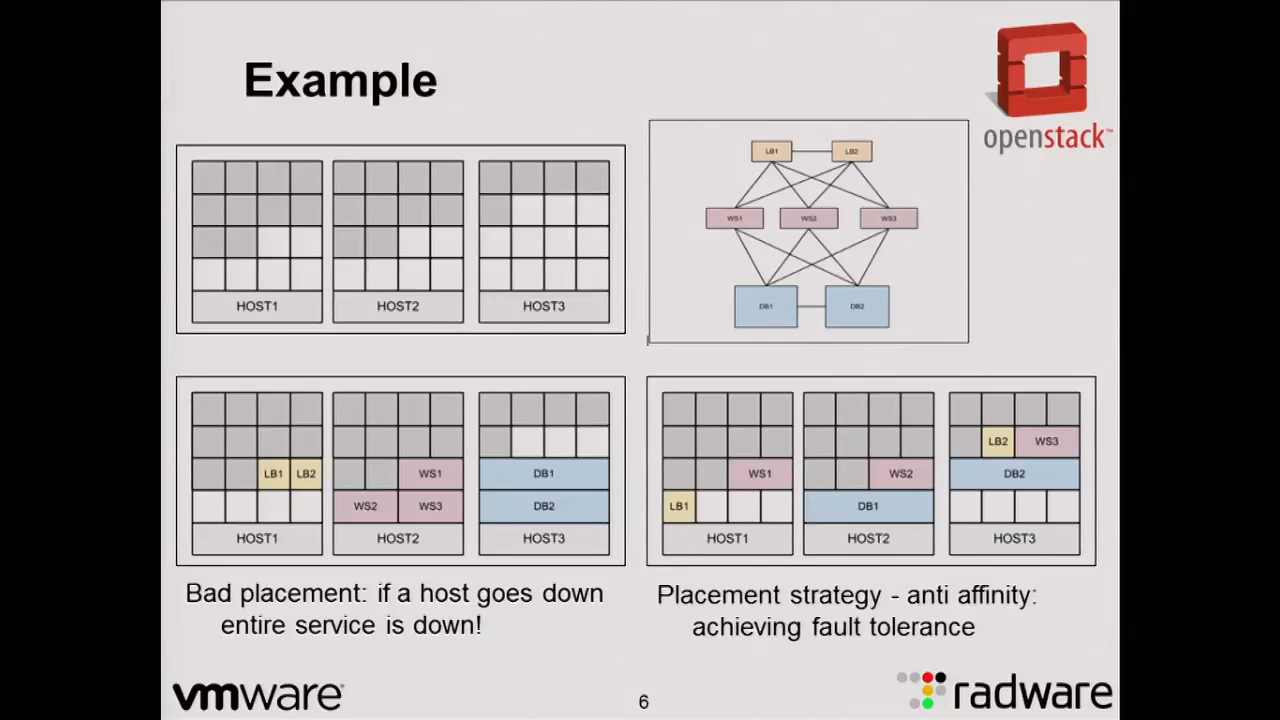 Example
openstack™
HOST1
HOST2
HOST3
LB1
LB2
WS1
WS2
WS3
DB1
DB2
LB1
LB2
WS1
WS2
WS3
DB1
DB2
HOST1
HOST2
HOST3
LB2
WS3
WS1
WS2
DB2
LB1
DB1
HOST1
HOST2
HOST3
Bad placement: if a host goes down
entire service is down!
Placement strategy - anti affinity:
achieving fault tolerance
vmware
6
radware